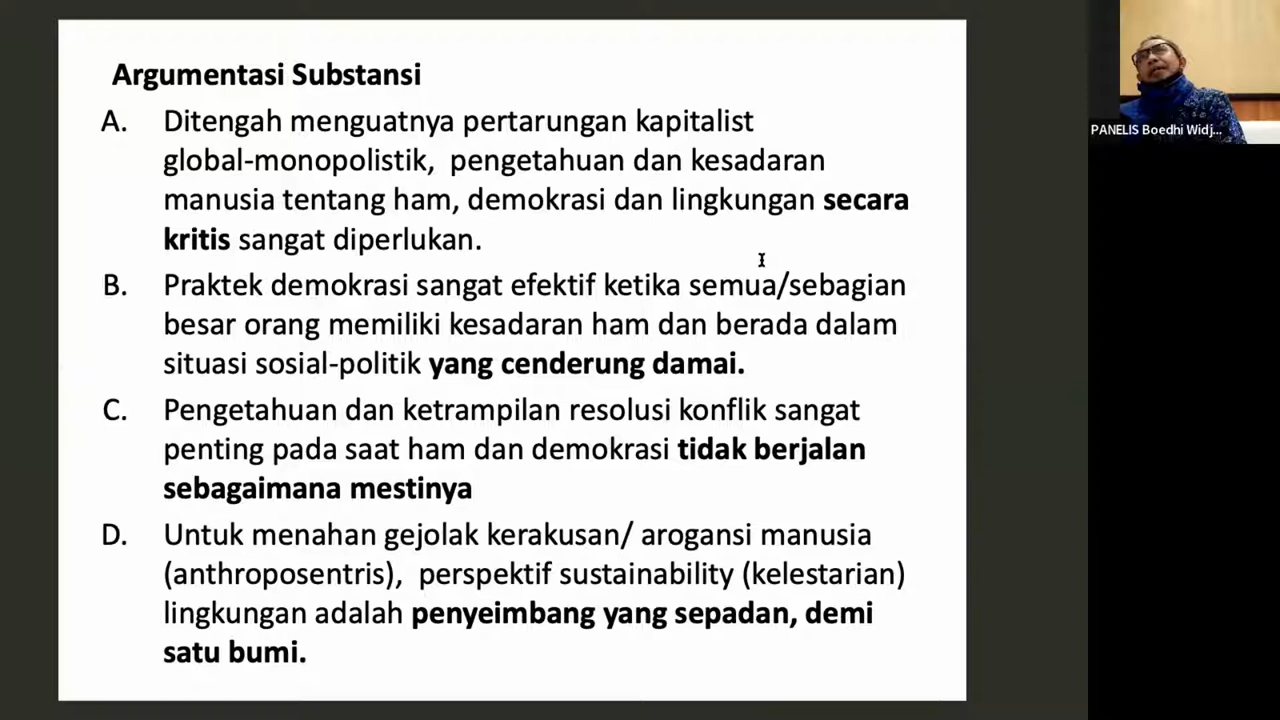 Argumentasi Substansi
A. Ditengah menguatnya pertarungan kapitalist
global-monopolistik, pengetahuan dan kesadaran
manusia tentang ham, demokrasi dan lingkungan secara
kritis sangat diperlukan.
B. Praktek demokrasi sangat efektif ketika semua/sebagian
besar orang memiliki kesadaran ham dan berada dalam
situasi sosial-politik yang cenderung damai.
C. Pengetahuan dan ketrampilan resolusi konflik sangat
penting pada saat ham dan demokrasi tidak berjalan
sebagaimana mestinya
D. Untuk menahan gejolak kerakusan/ arogansi manusia
(anthroposentris), perspektif sustainability (kelestarian)
lingkungan adalah penyeimbang yang sepadan, demi
satu bumi.
PANELIS Boedhi Widj...